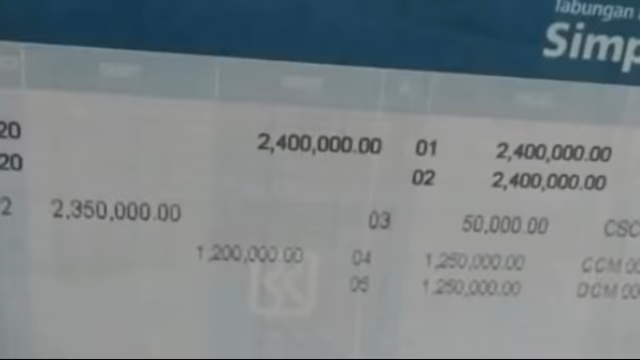 Tabungan
Simp
20 2,400,000.00 01 2,400,000.00
20 02 2,400,000.00
2 2,350,000.00 03 50,000.00 CSC
1,200,000.00 04 1,250,000.00 CCM 00
05 1,250,000.00 DCM 00